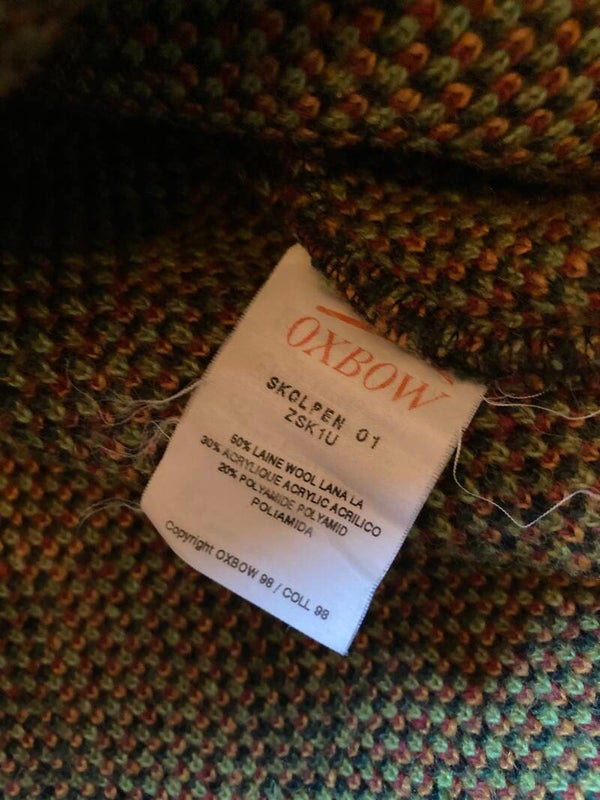 OXBOW
SKOLPEN 01
ZSK1U
50% LAINE WOOL LANA LA
30% ACRYLIQUE ACRYLIC ACRILICO
20% POLYAMIDE POLYAMID
POLIAMIDA
Copyright OXBOW 98 / COLL 98